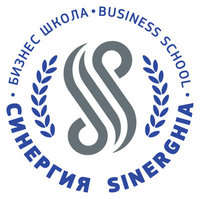 • БИЗНЕС ШКОЛА • BUSINESS SCHOOL •
СИНЕРГИЯ SINERGHIA